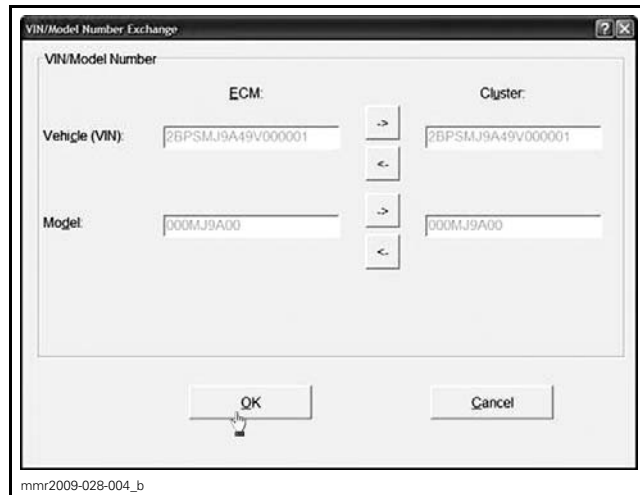 VIN/Model Number Exchange
VIN/Model Number
ECM: Cluster:
Vehicle (VIN): 2BPSMJ9A49V000001 -> 2BPSMJ9A49V000001
<-
Model: 000MJ9A00 -> 000MJ9A00
<-
OK Cancel
mmr2009-028-004_b